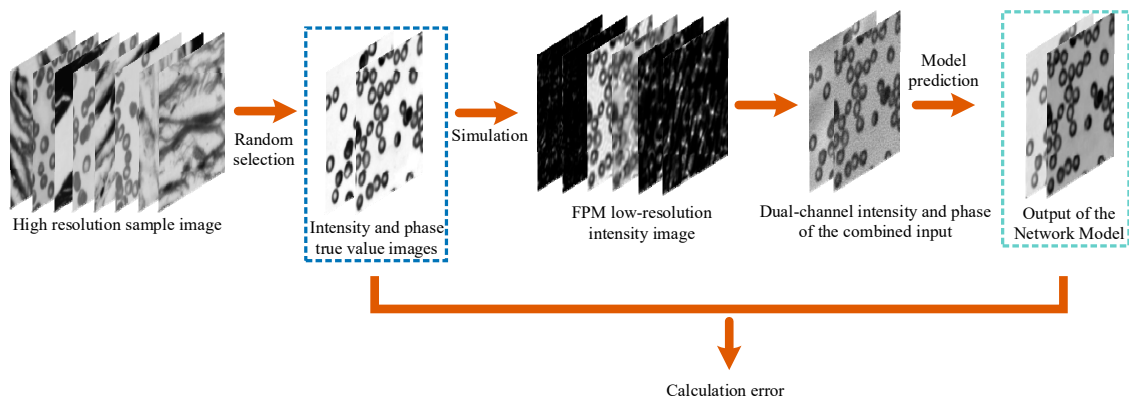 High resolution sample image
Random
selection
Intensity and phase
true value images
Simulation
FPM low-resolution
intensity image
Dual-channel intensity and phase
of the combined input
Model
prediction
Output of the
Network Model
Calculation error